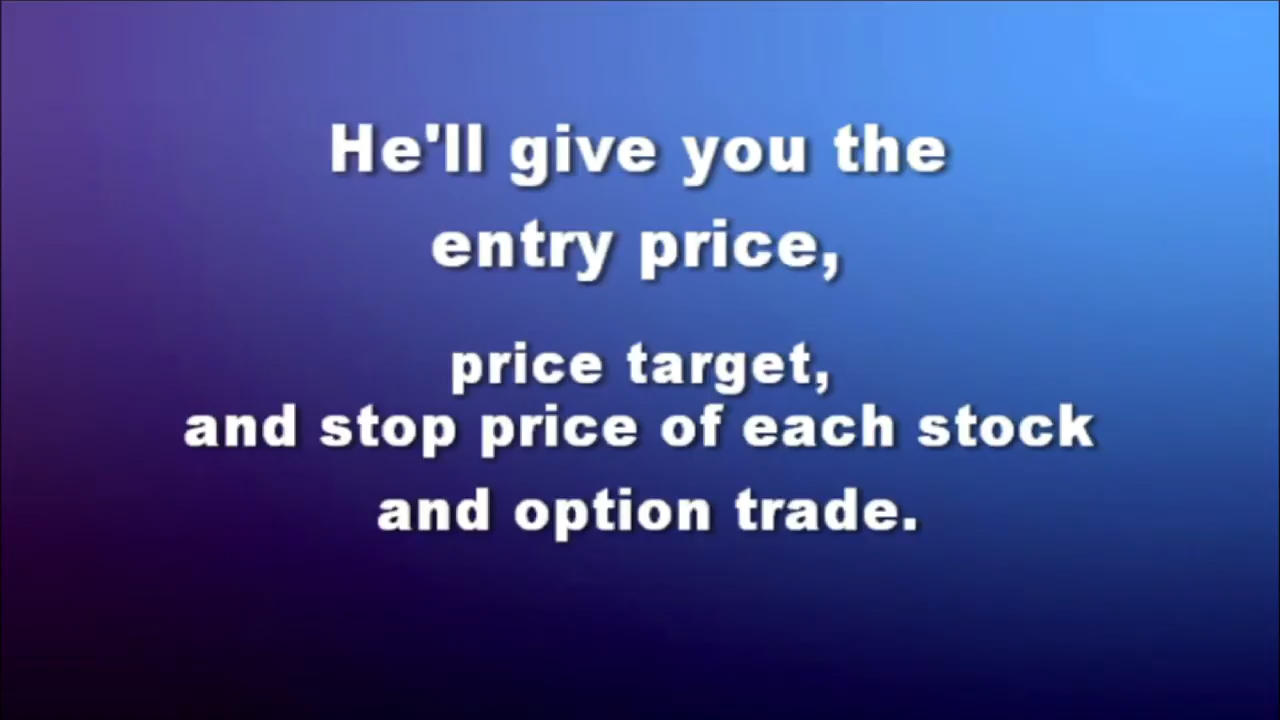 He'll give you the
entry price,
price target,
and stop price of each stock
and option trade.